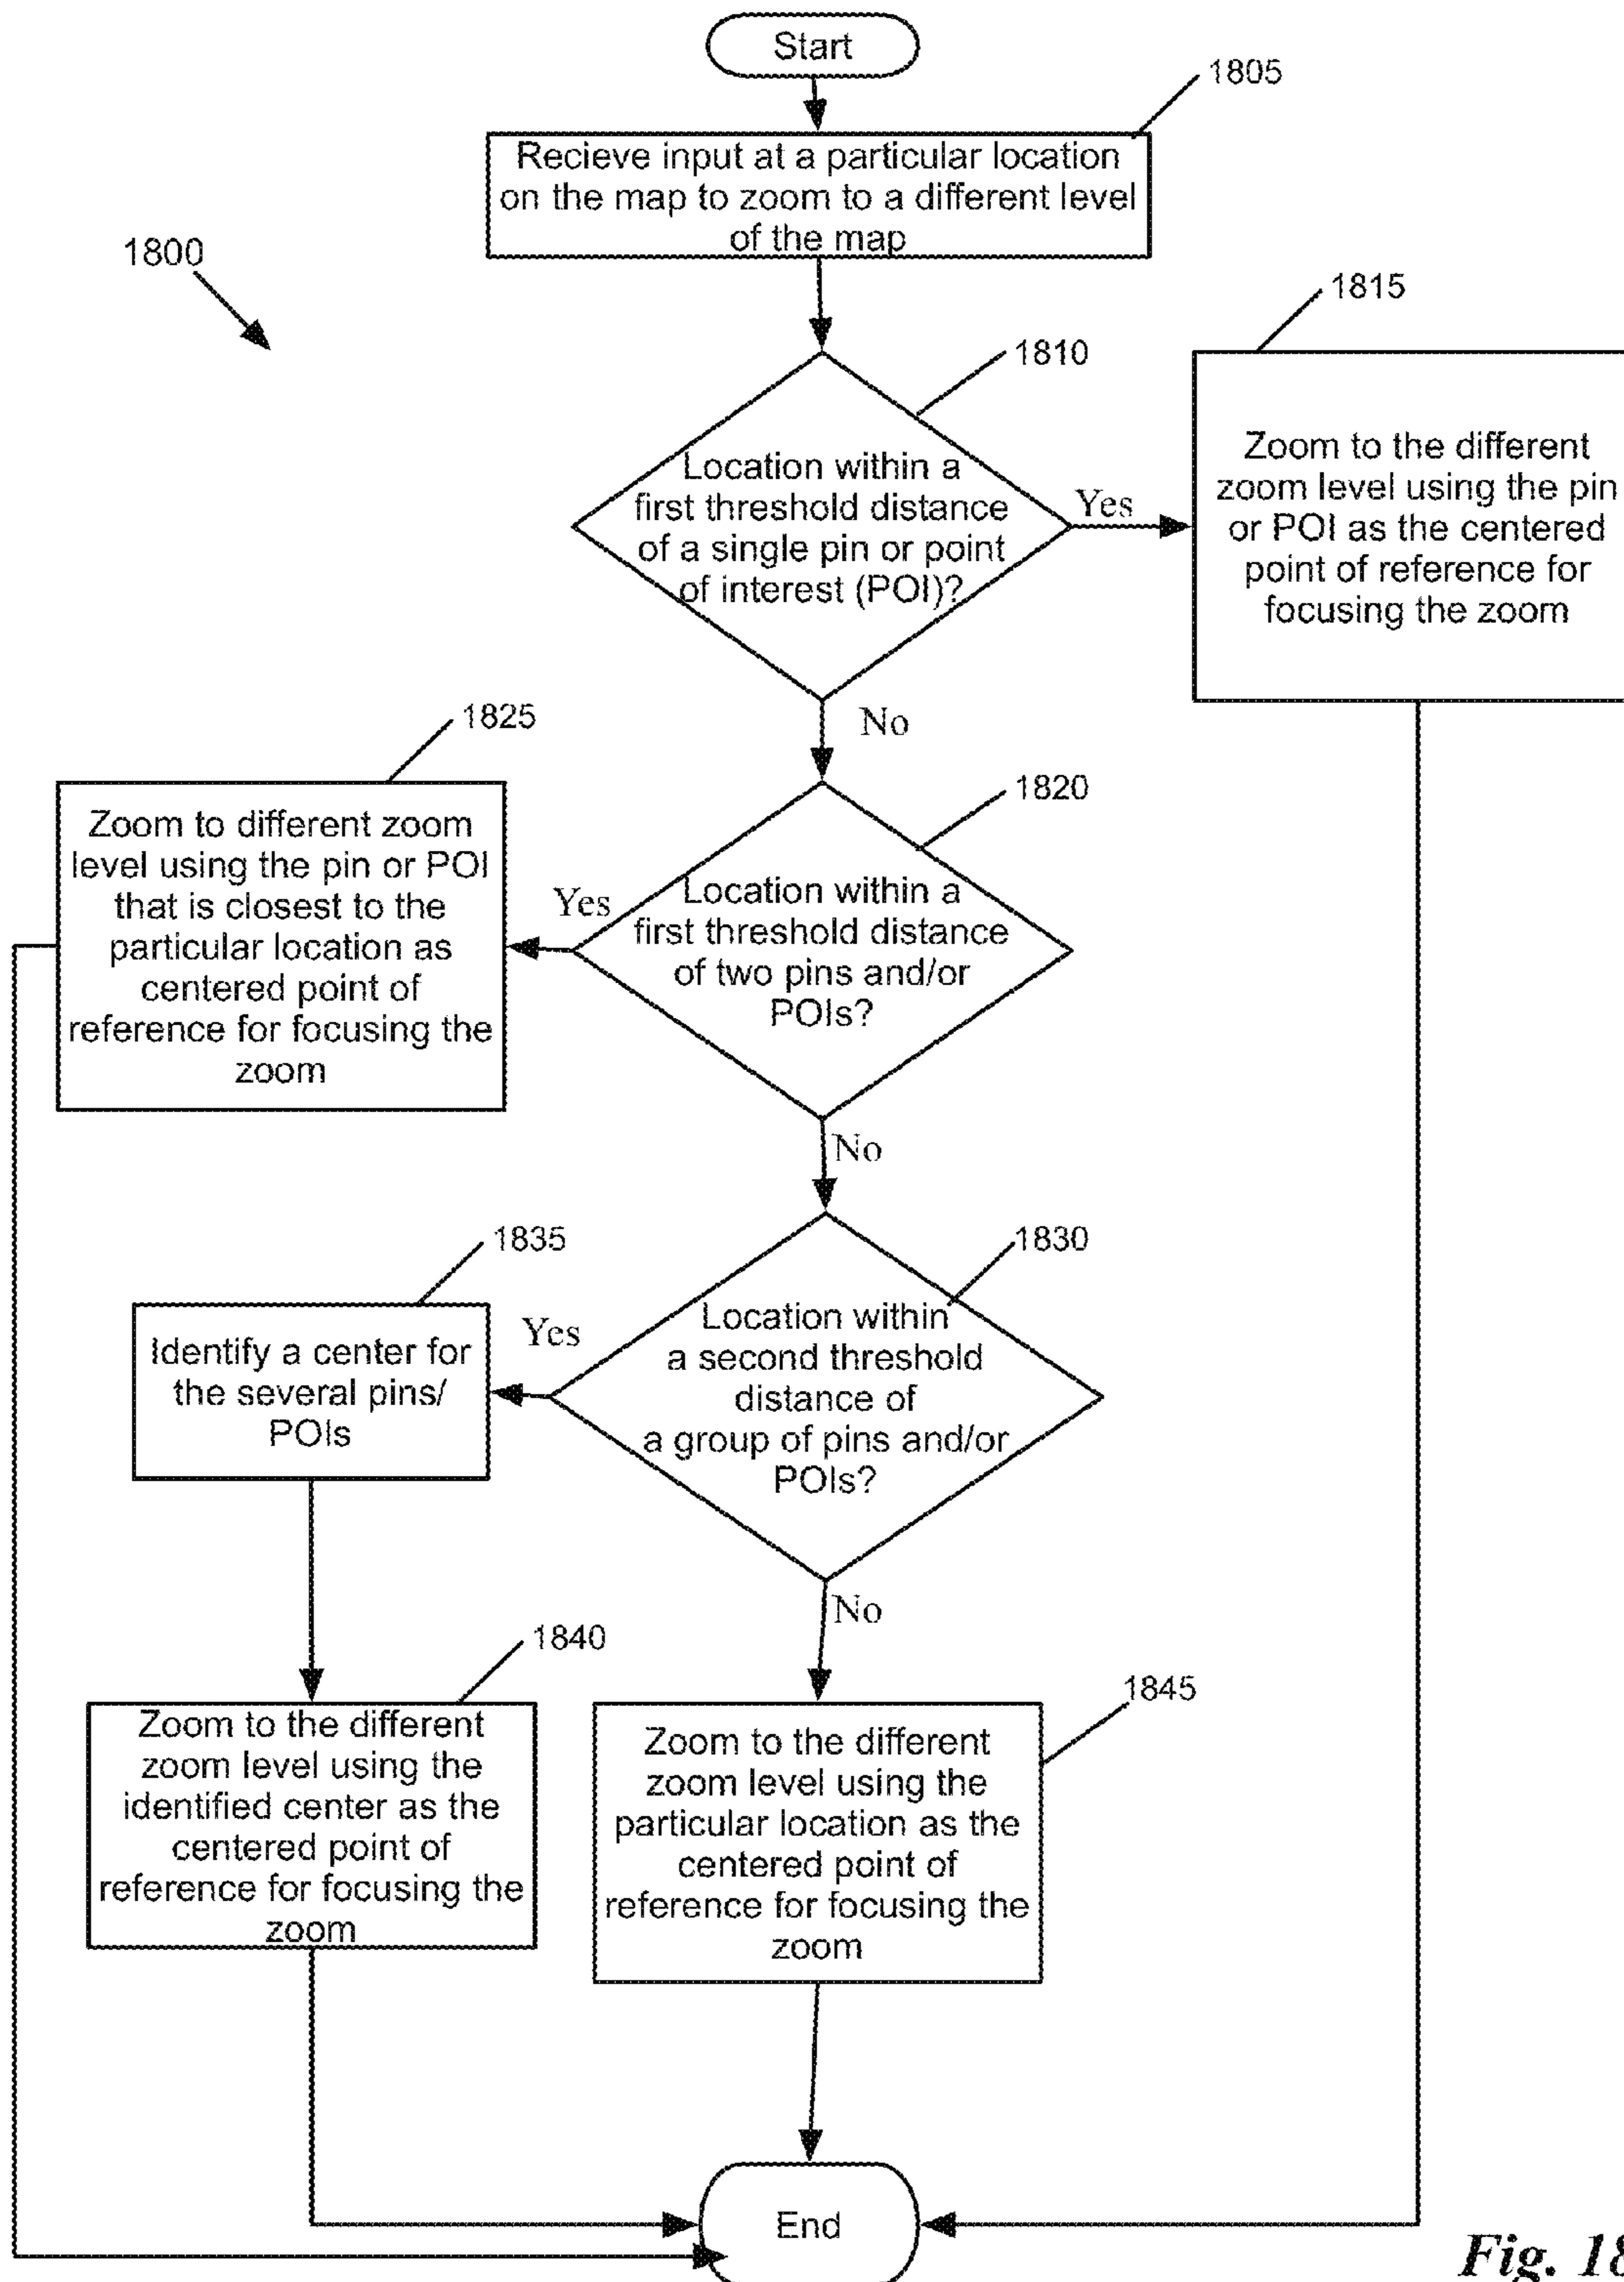 Start
1805
Recieve input at a particular location
on the map to zoom to a different level
of the map
1800
1815
1810
Location within a
first threshold distance
of a single pin or point
of interest (POI)?
Yes
Zoom to the different
zoom level using the pin
or POI as the centered
point of reference for
focusing the zoom
No
1825
1820
Zoom to different zoom
level using the pin or POI
that is closest to the
particular location as
centered point of
reference for focusing the
zoom
Yes
Location within a
first threshold distance
of two pins and/or
POIs?
No
1835
1830
Identify a center for
the several pins/
POIs
Yes
Location within
a second threshold
distance of
a group of pins and/or
POIs?
No
1840
1845
Zoom to the different
zoom level using the
identified center as the
centered point of
reference for focusing the
zoom
Zoom to the different
zoom level using the
particular location as the
centered point of
reference for focusing the
zoom
End
Fig. 18